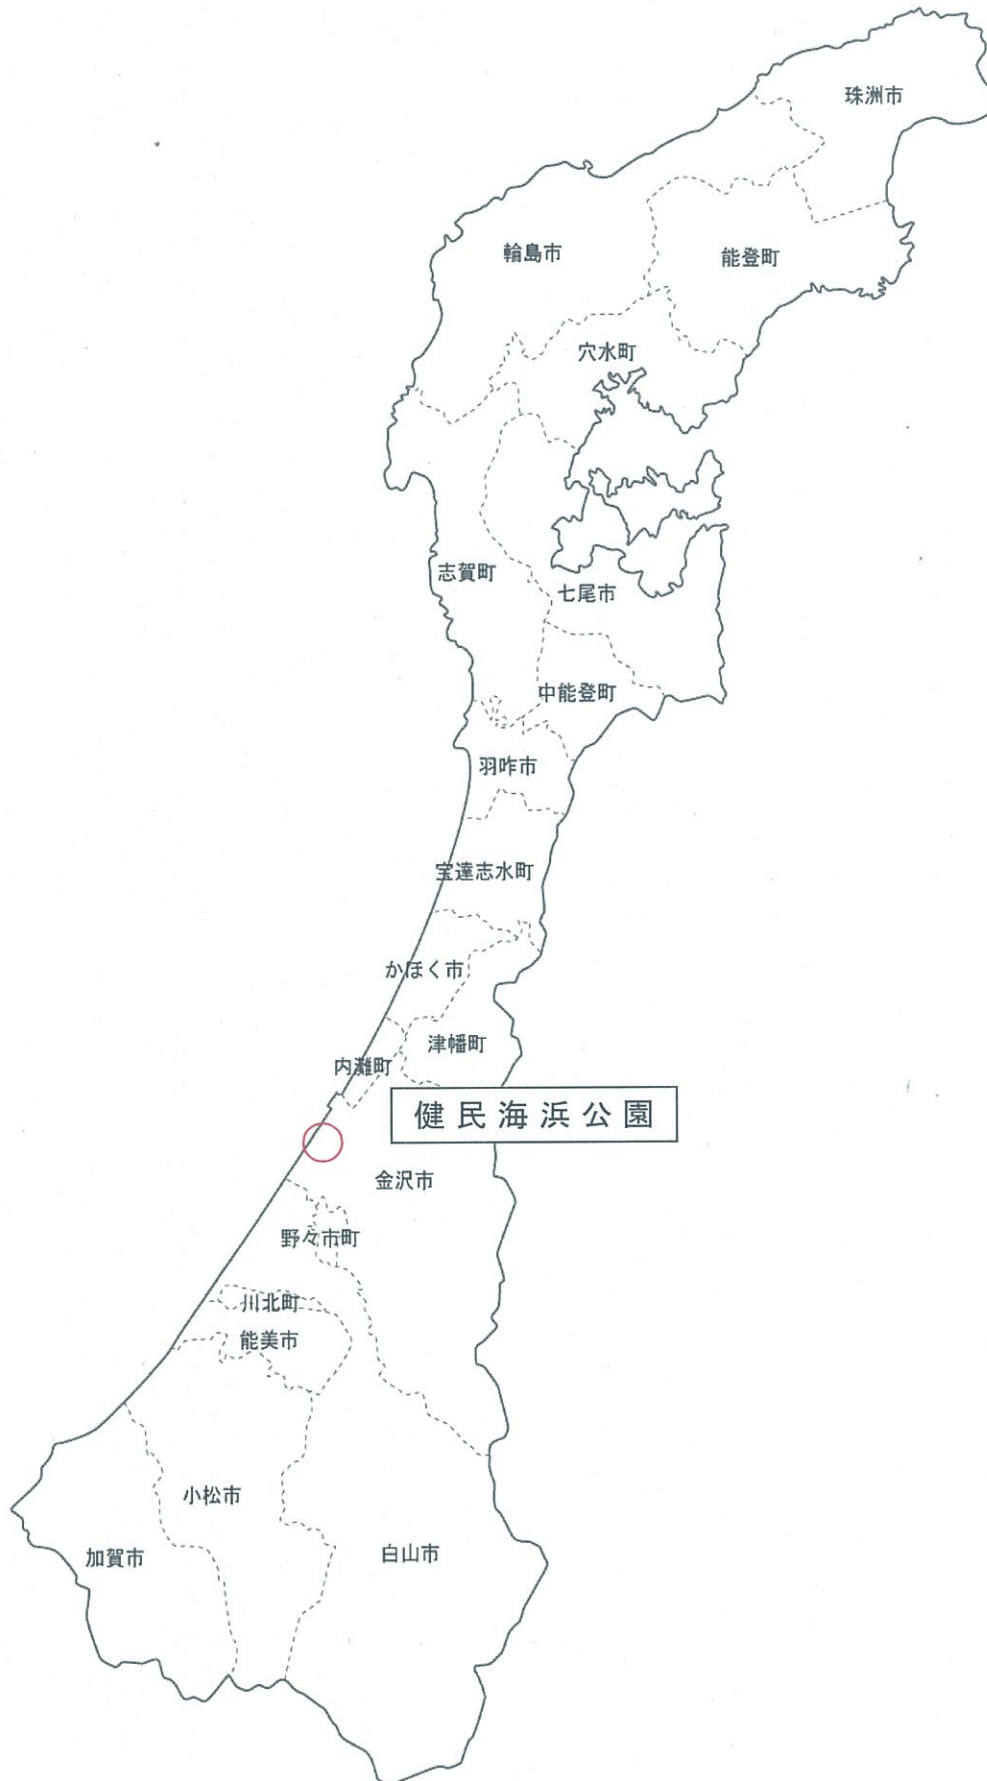 珠洲市
輪島市
能登町
穴水町
志賀町
七尾市
中能登町
羽咋市
宝達志水町
かほく市
津幡町
内灘町
健民海浜公園
金沢市
野々市町
川北町
能美市
小松市
加賀市
白山市